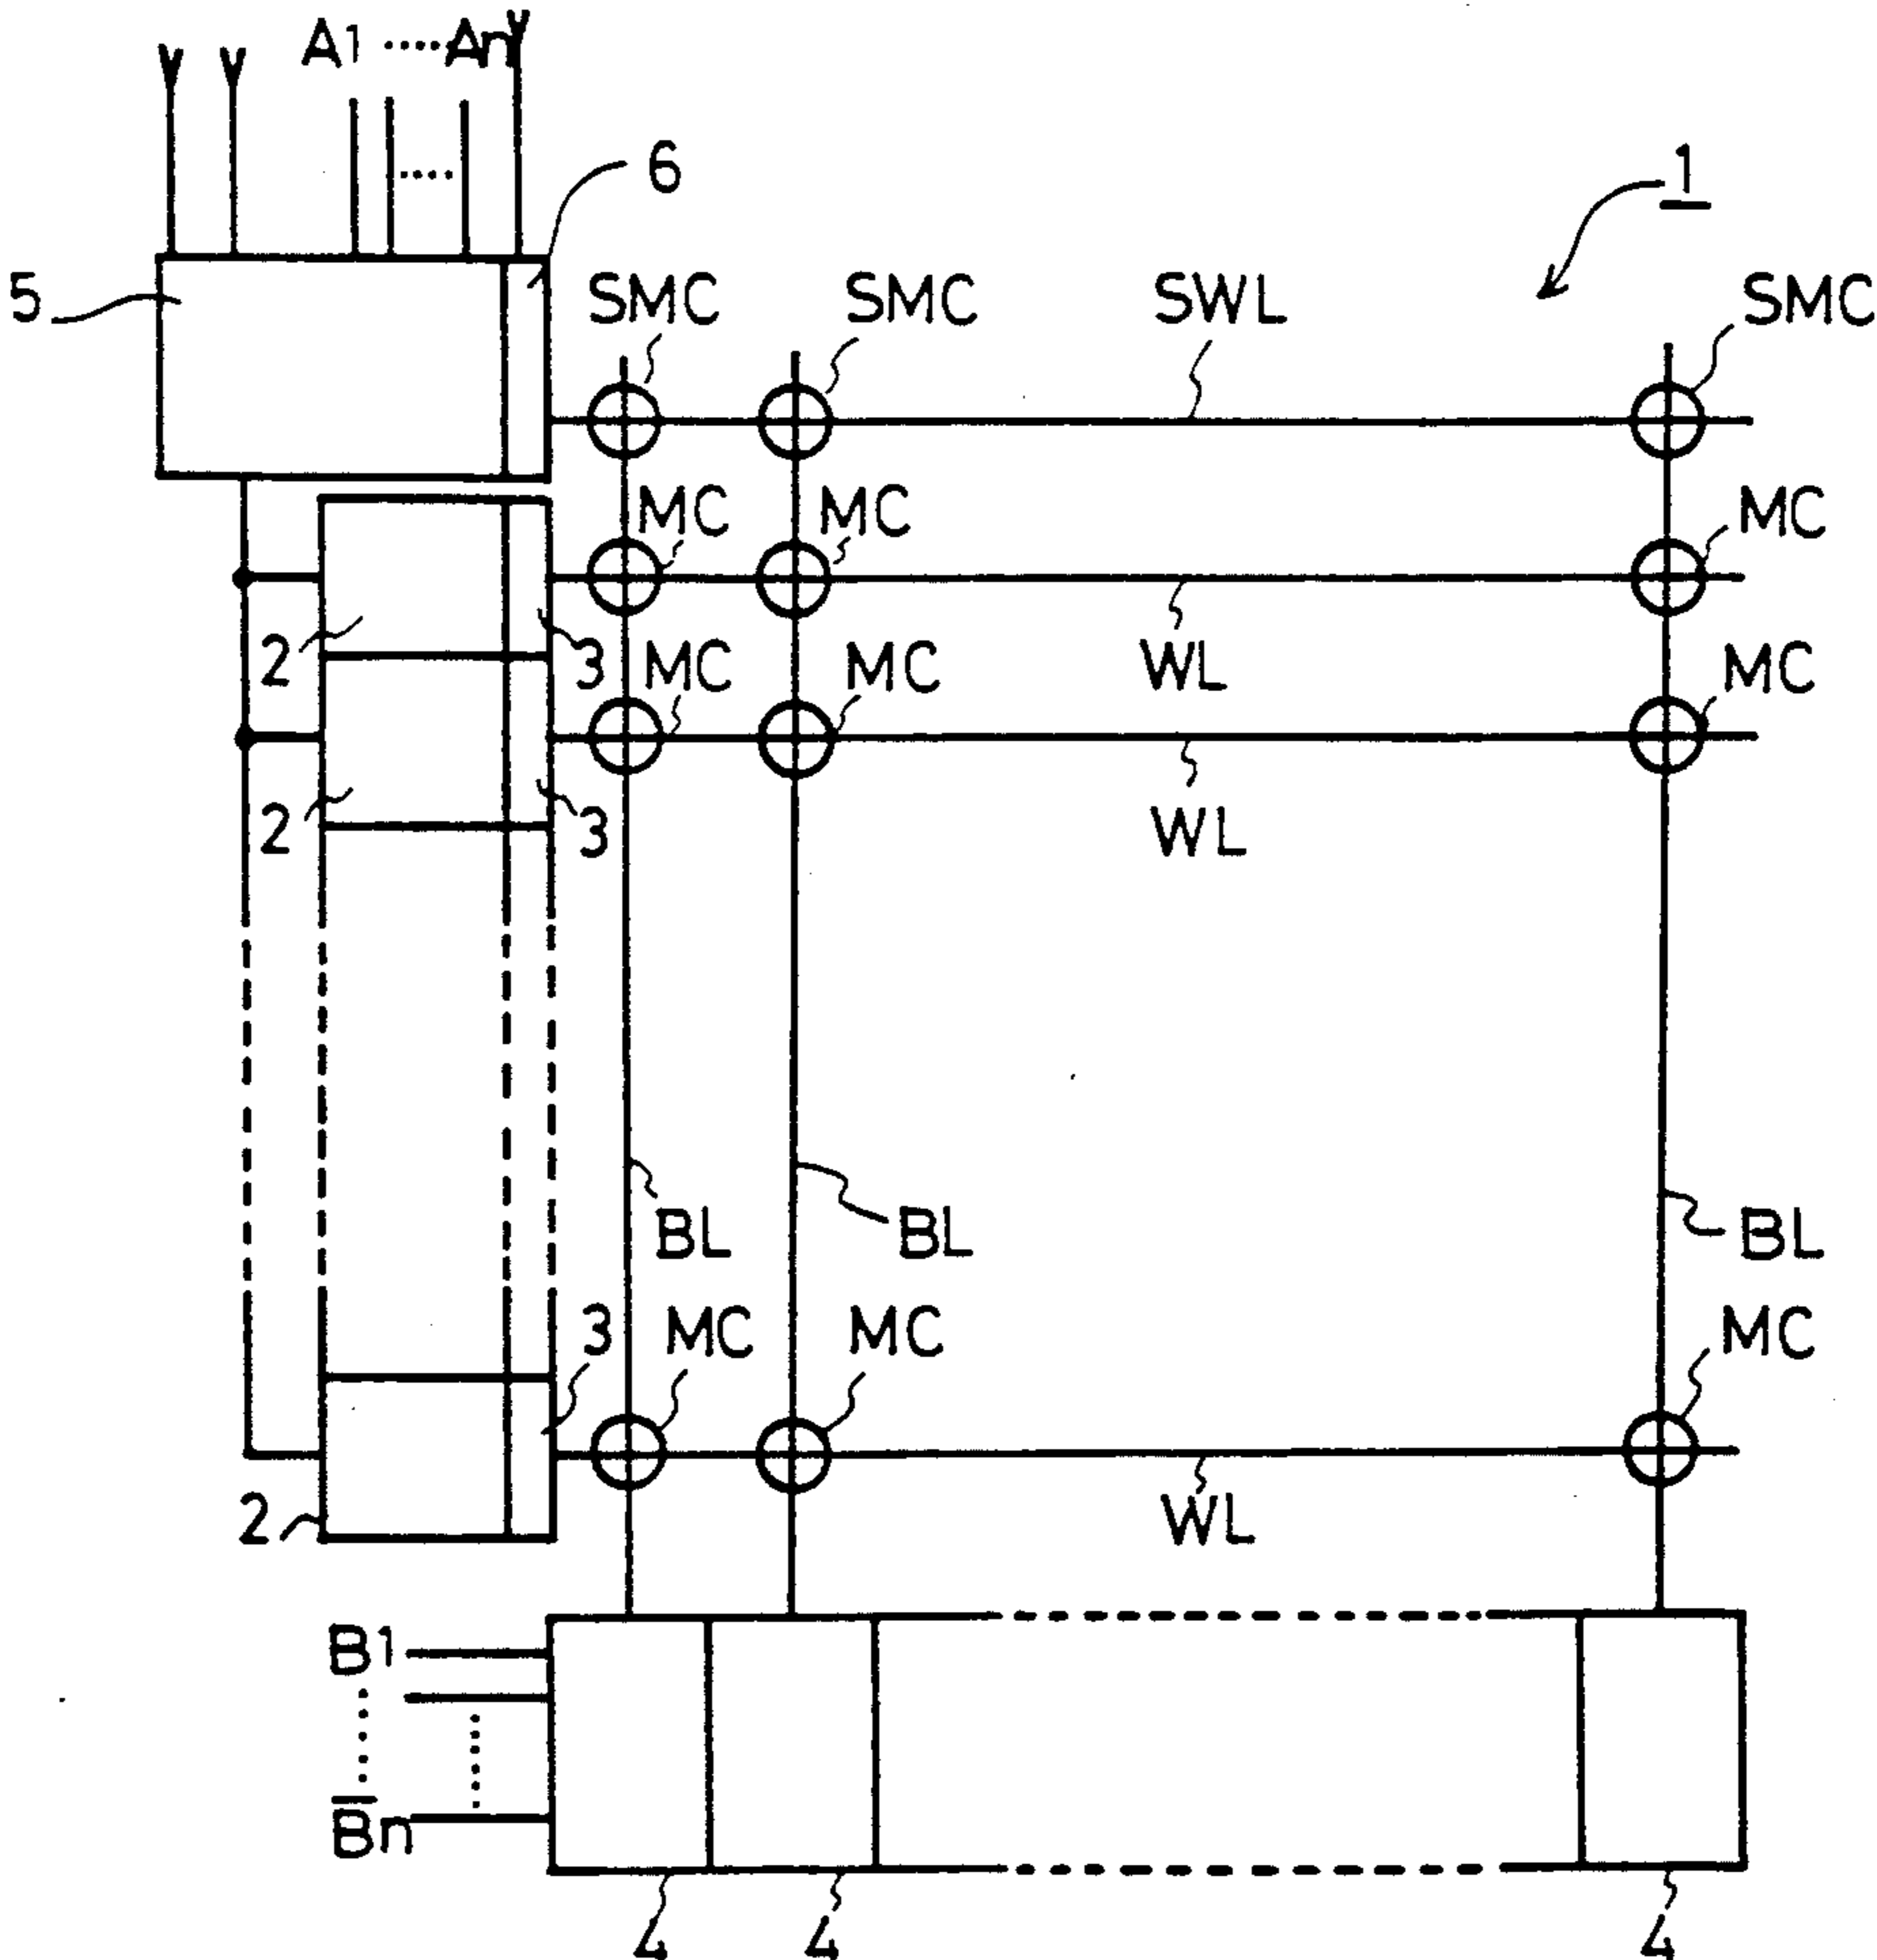 A1 ····· An
6
1
5
SMC SMC SWL SMC
MC MC MC
2 3 MC WL MC MC
2 3 WL
BL BL BL
3 MC MC MC
2 WL
B1
B̅n
4 4 4